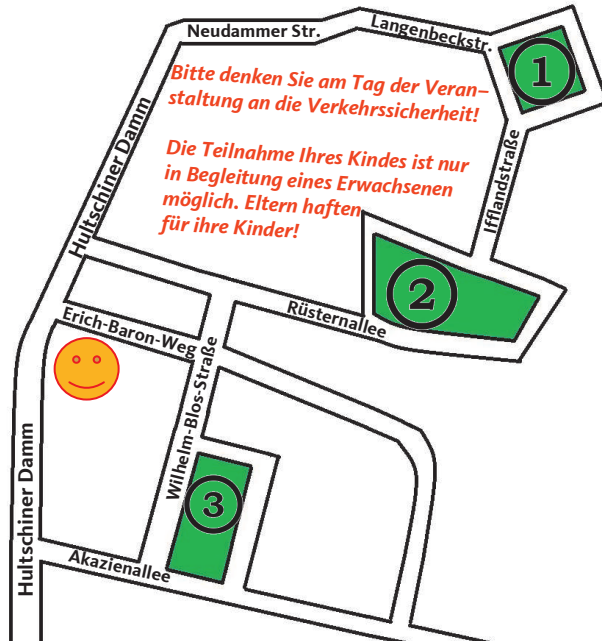 Neudammer Str.
Langenbeckstr.
1
Bitte denken Sie am Tag der Veran–
staltung an die Verkehrssicherheit!
Die Teilnahme Ihres Kindes ist nur
in Begleitung eines Erwachsenen
möglich. Eltern haften
für ihre Kinder!
Hultschiner Damm
Ifflandstraße
2
Rüsternallee
Erich-Baron-Weg
Wilhelm-Blos-Straße
3
Hultschiner Damm
Akazienallee